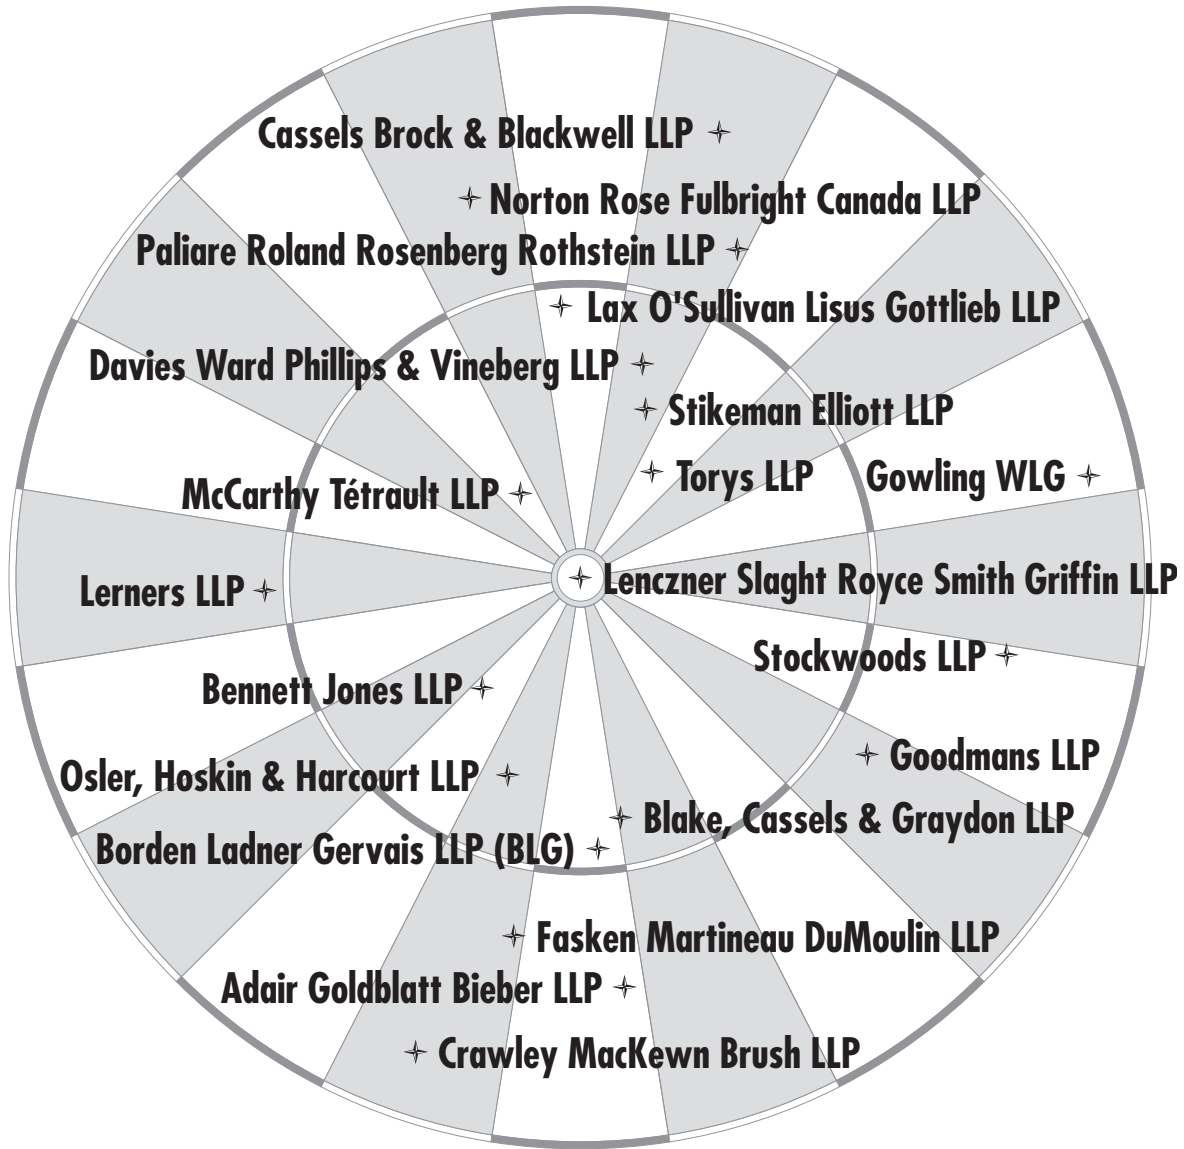 Cassels Brock & Blackwell LLP
Norton Rose Fulbright Canada LLP
Paliare Roland Rosenberg Rothstein LLP
Lax O'Sullivan Lisus Gottlieb LLP
Davies Ward Phillips & Vineberg LLP
Stikeman Elliott LLP
Torys LLP
Gowling WLG
McCarthy Tétrault LLP
Lenczner Slaght Royce Smith Griffin LLP
Lerners LLP
Stockwoods LLP
Bennett Jones LLP
Goodmans LLP
Osler, Hoskin & Harcourt LLP
Blake, Cassels & Graydon LLP
Borden Ladner Gervais LLP (BLG)
Fasken Martineau DuMoulin LLP
Adair Goldblatt Bieber LLP
Crawley MacKewn Brush LLP